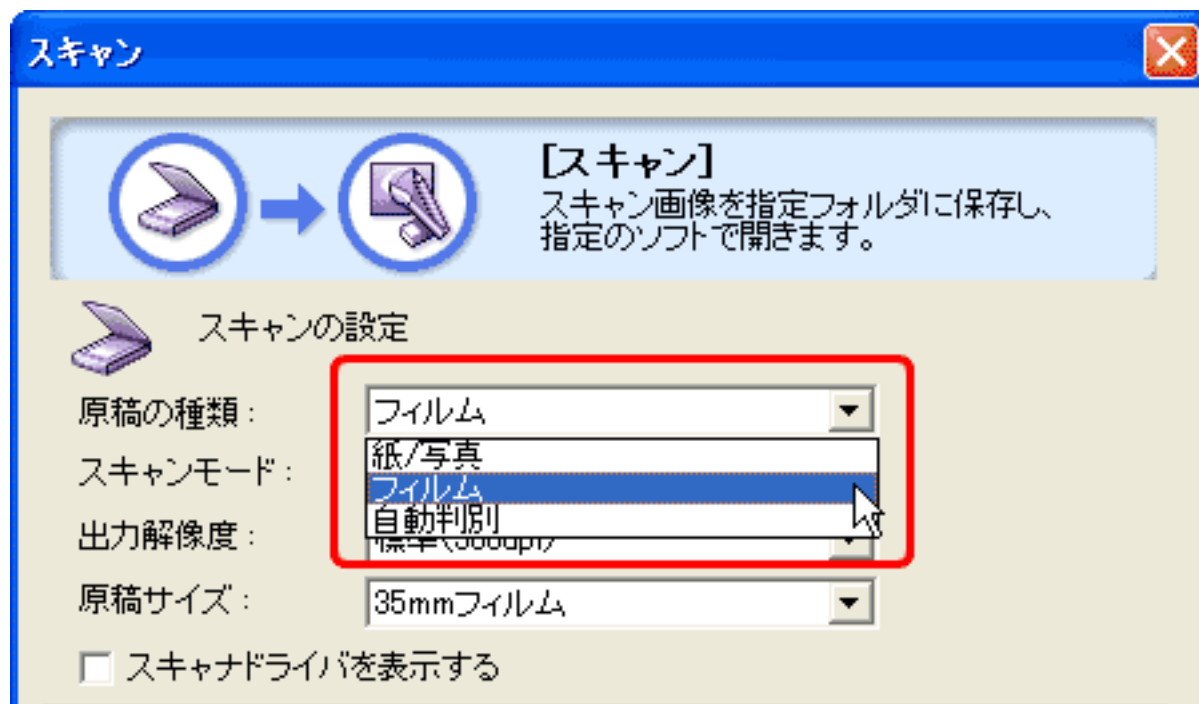 スキャン
[スキャン]
スキャン画像を指定フォルダに保存し、
指定のソフトで開きます。
スキャンの設定
原稿の種類：
フィルム
紙/写真
フィルム
自動判別
スキャンモード：
出力解像度：
原稿サイズ：
35mmフィルム
スキャナドライバを表示する